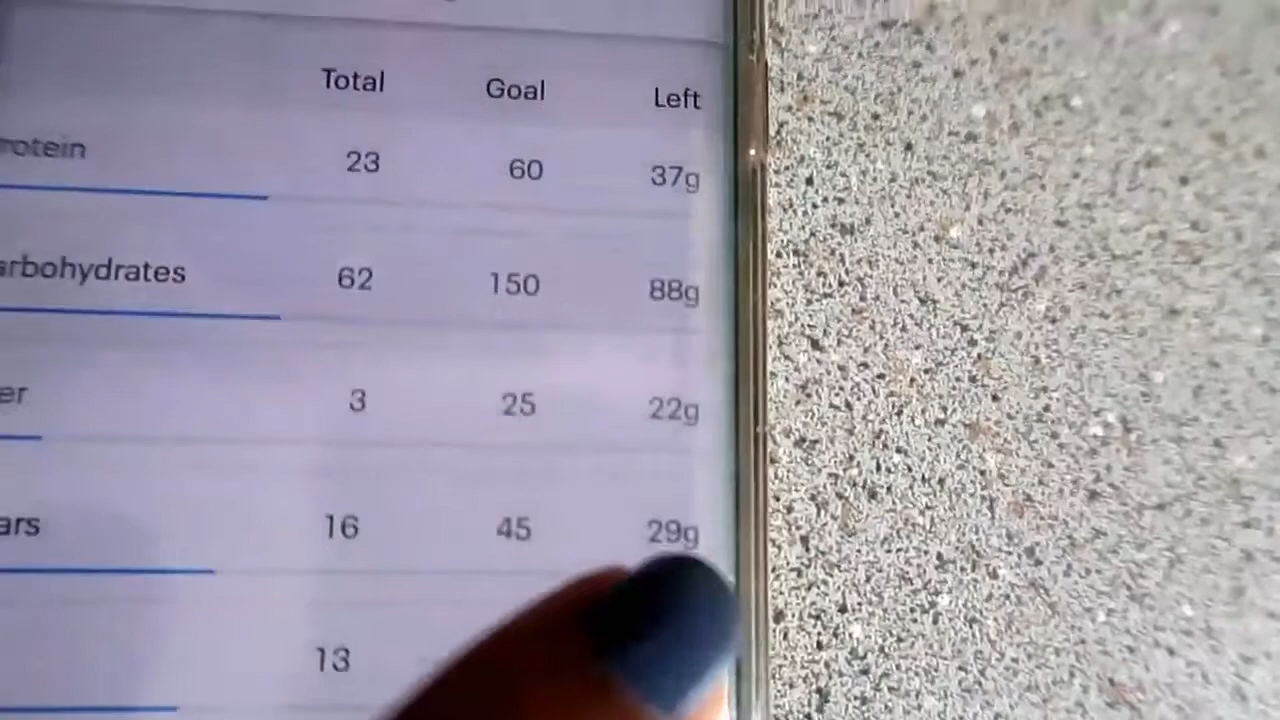 Total Goal Left
rotein 23 60 37g
arbohydrates 62 150 88g
er 3 25 22g
ars 16 45 29g
13